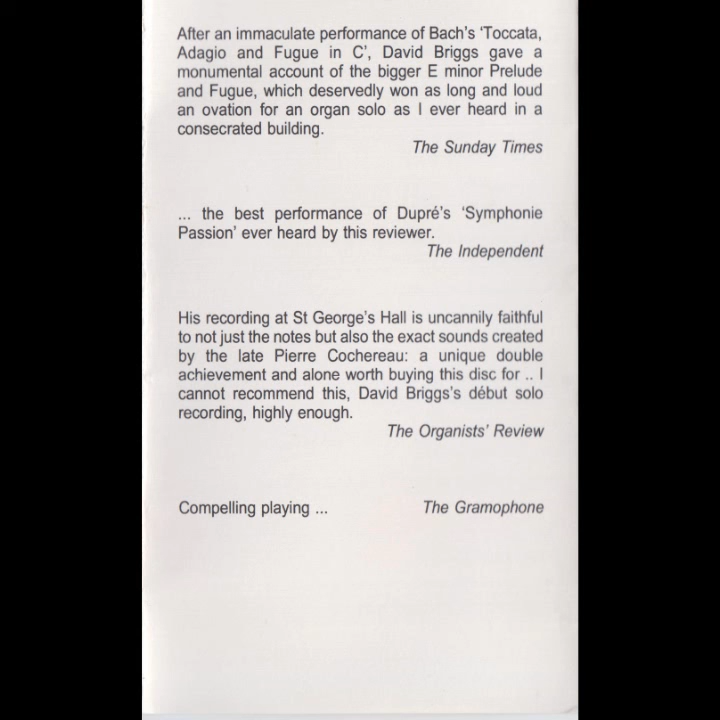 After an immaculate performance of Bach's ‘Toccata,
Adagio and Fugue in C’, David Briggs gave a
monumental account of the bigger E minor Prelude
and Fugue, which deservedly won as long and loud
an ovation for an organ solo as I ever heard in a
consecrated building.
The Sunday Times
... the best performance of Dupré's ‘Symphonie
Passion’ ever heard by this reviewer.
The Independent
His recording at St George's Hall is uncannily faithful
to not just the notes but also the exact sounds created
by the late Pierre Cochereau: a unique double
achievement and alone worth buying this disc for .. I
cannot recommend this, David Briggs's début solo
recording, highly enough.
The Organists' Review
Compelling playing ... The Gramophone